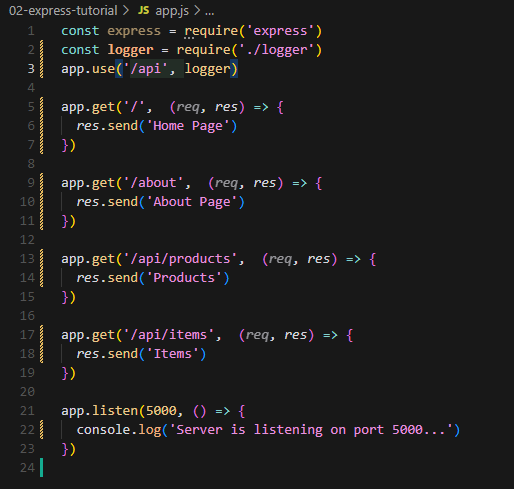 02-express-tutorial > JS app.js > ...
1 const express = require('express')
2 const logger = require('./logger')
3 app.use('/api', logger)
4
5 app.get('/',  (req, res) => {
6   res.send('Home Page')
7 })
8
9 app.get('/about',  (req, res) => {
10   res.send('About Page')
11 })
12
13 app.get('/api/products',  (req, res) => {
14   res.send('Products')
15 })
16
17 app.get('/api/items',  (req, res) => {
18   res.send('Items')
19 })
20
21 app.listen(5000, () => {
22   console.log('Server is listening on port 5000...')
23 })
24